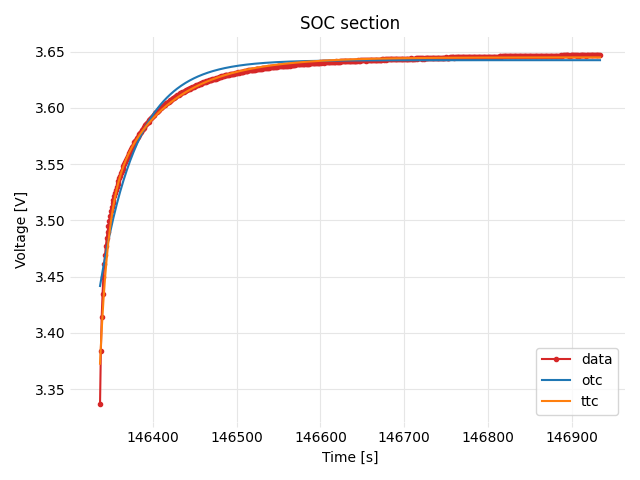 SOC section
Voltage [V]
3.65
3.60
3.55
3.50
3.45
3.40
3.35
data
otc
ttc
146400 146500 146600 146700 146800 146900
Time [s]